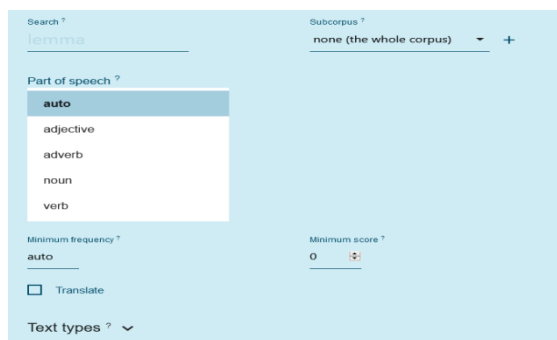 Search ? Subcorpus ?
lemma none (the whole corpus) +
Part of speech ?
auto
adjective
adverb
noun
verb
Minimum frequency ? Minimum score ?
auto 0
Translate
Text types ?